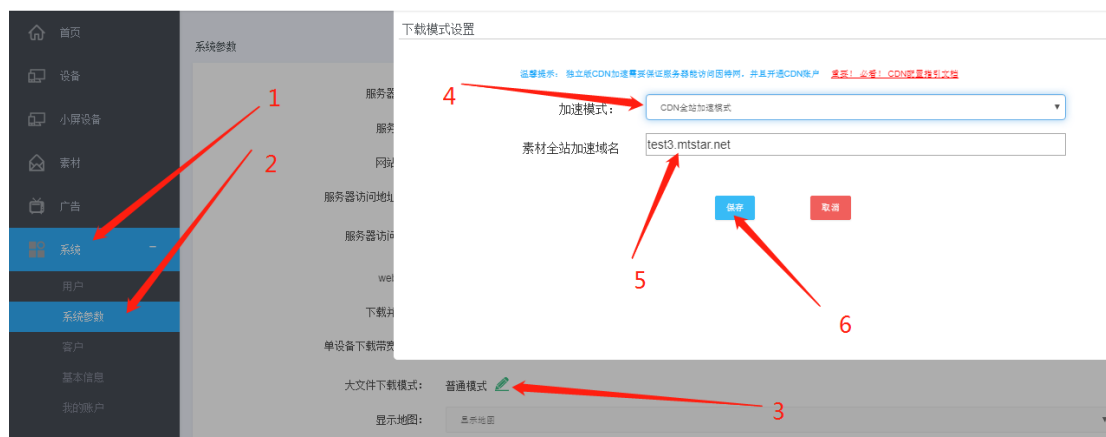 首页
设备
小屏设备
素材
广告
系统
用户
系统参数
客户
基本信息
我的账户
1
2
系统参数
服务器
服务
网站
服务器访问地址
服务器访问
wel
下载并
单设备下载带宽
大文件下载模式： 普通模式
3
显示地图： 显示地图
下载模式设置
温馨提示： 独立版CDN加速需要保证服务器能访问因特网，并且开通CDN账户 重要！ 必看！ CDN配置指引文档
4
加速模式： CDN全站加速模式
素材全站加速域名 test3.mtstar.net
保存 取消
5
6